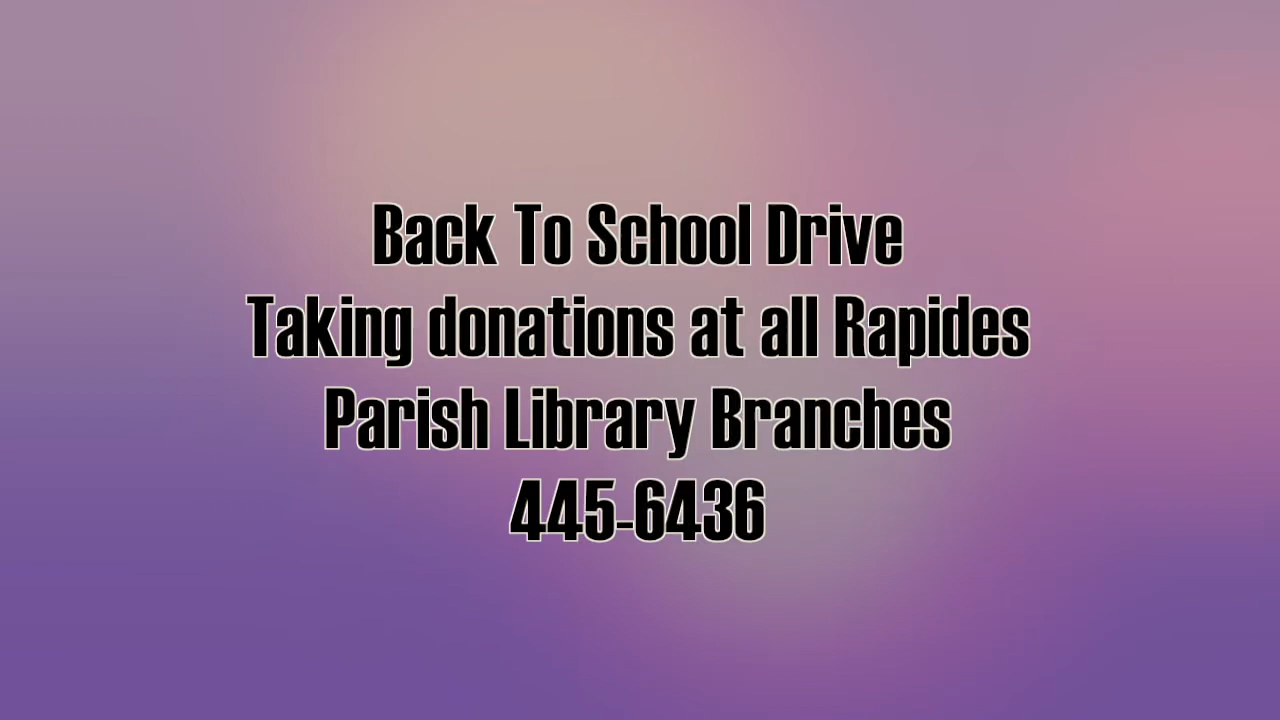 Back To School Drive
Taking donations at all Rapides
Parish Library Branches
445-6436